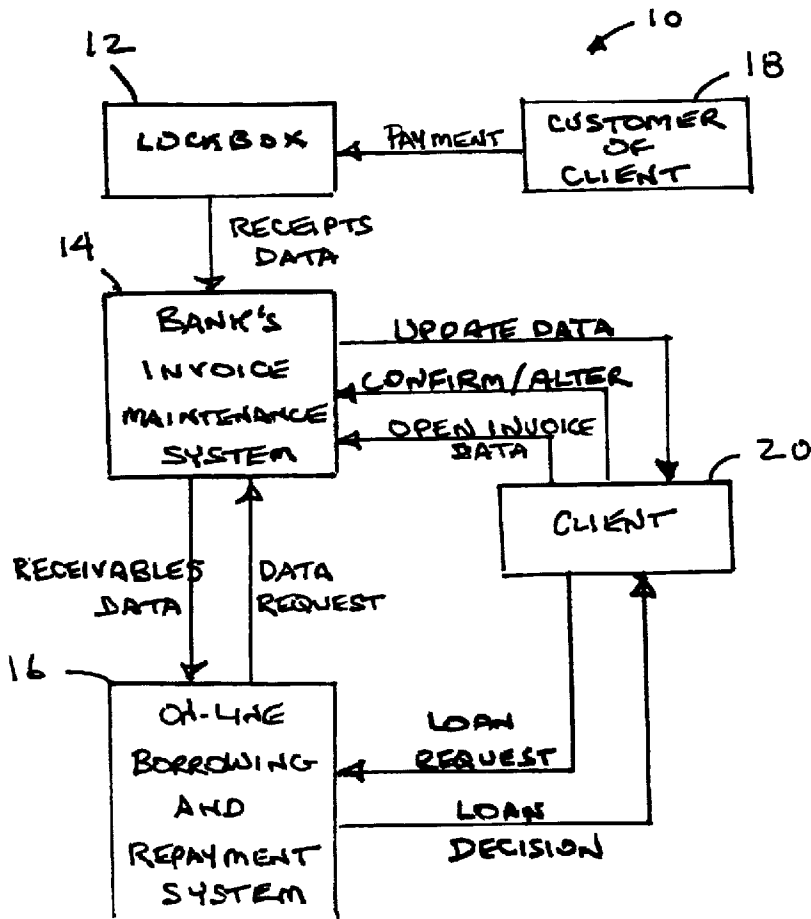 12
10
18
LOCKBOX
PAYMENT
CUSTOMER
OF
CLIENT
RECEIPTS
DATA
14
BANK'S
INVOICE
MAINTENANCE
SYSTEM
UPDATE DATA
CONFIRM/ALTER
OPEN INVOICE
DATA
20
CLIENT
RECEIVABLES
DATA
DATA
REQUEST
16
ON-LINE
BORROWING
AND
REPAYMENT
SYSTEM
LOAN
REQUEST
LOAN
DECISION